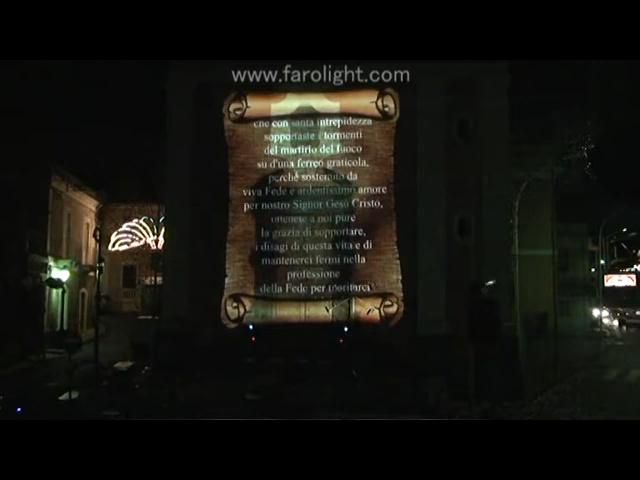 www.farolight.com
che con santa intrepidezza
sopportaste i tormenti
del martirio del fuoco
su d'una ferrea graticola,
perchè sostenuto da
viva Fede e ardentissimo amore
per nostro Signor Gesù Cristo,
ottenete a noi pure
la grazia di sopportare,
i disagi di questa vita e di
mantenerci fermi nella
professione
della Fede per meritarci